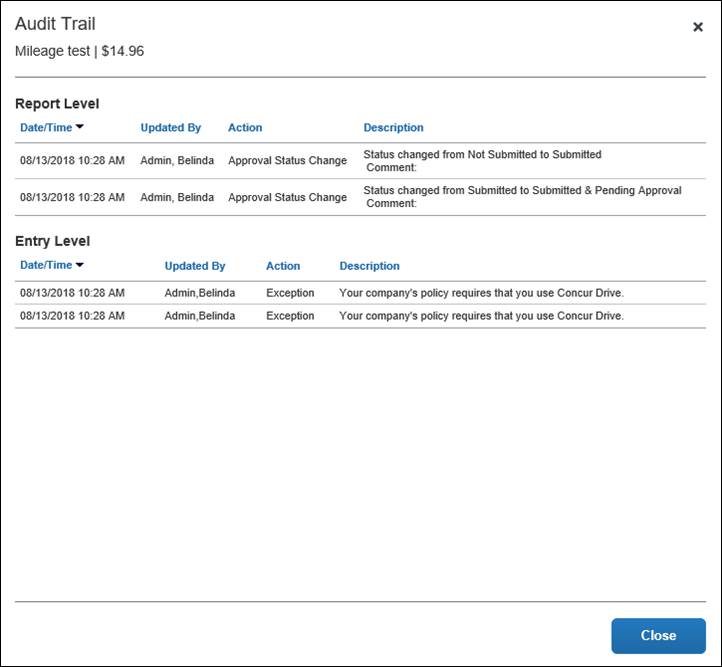 Audit Trail
×
Mileage test | $14.96
Report Level
Date/Time Updated By Action Description
08/13/2018 10:28 AM Admin, Belinda Approval Status Change Status changed from Not Submitted to Submitted
Comment:
08/13/2018 10:28 AM Admin, Belinda Approval Status Change Status changed from Submitted to Submitted & Pending Approval
Comment:
Entry Level
Date/Time Updated By Action Description
08/13/2018 10:28 AM Admin,Belinda Exception Your company's policy requires that you use Concur Drive.
08/13/2018 10:28 AM Admin,Belinda Exception Your company's policy requires that you use Concur Drive.
Close